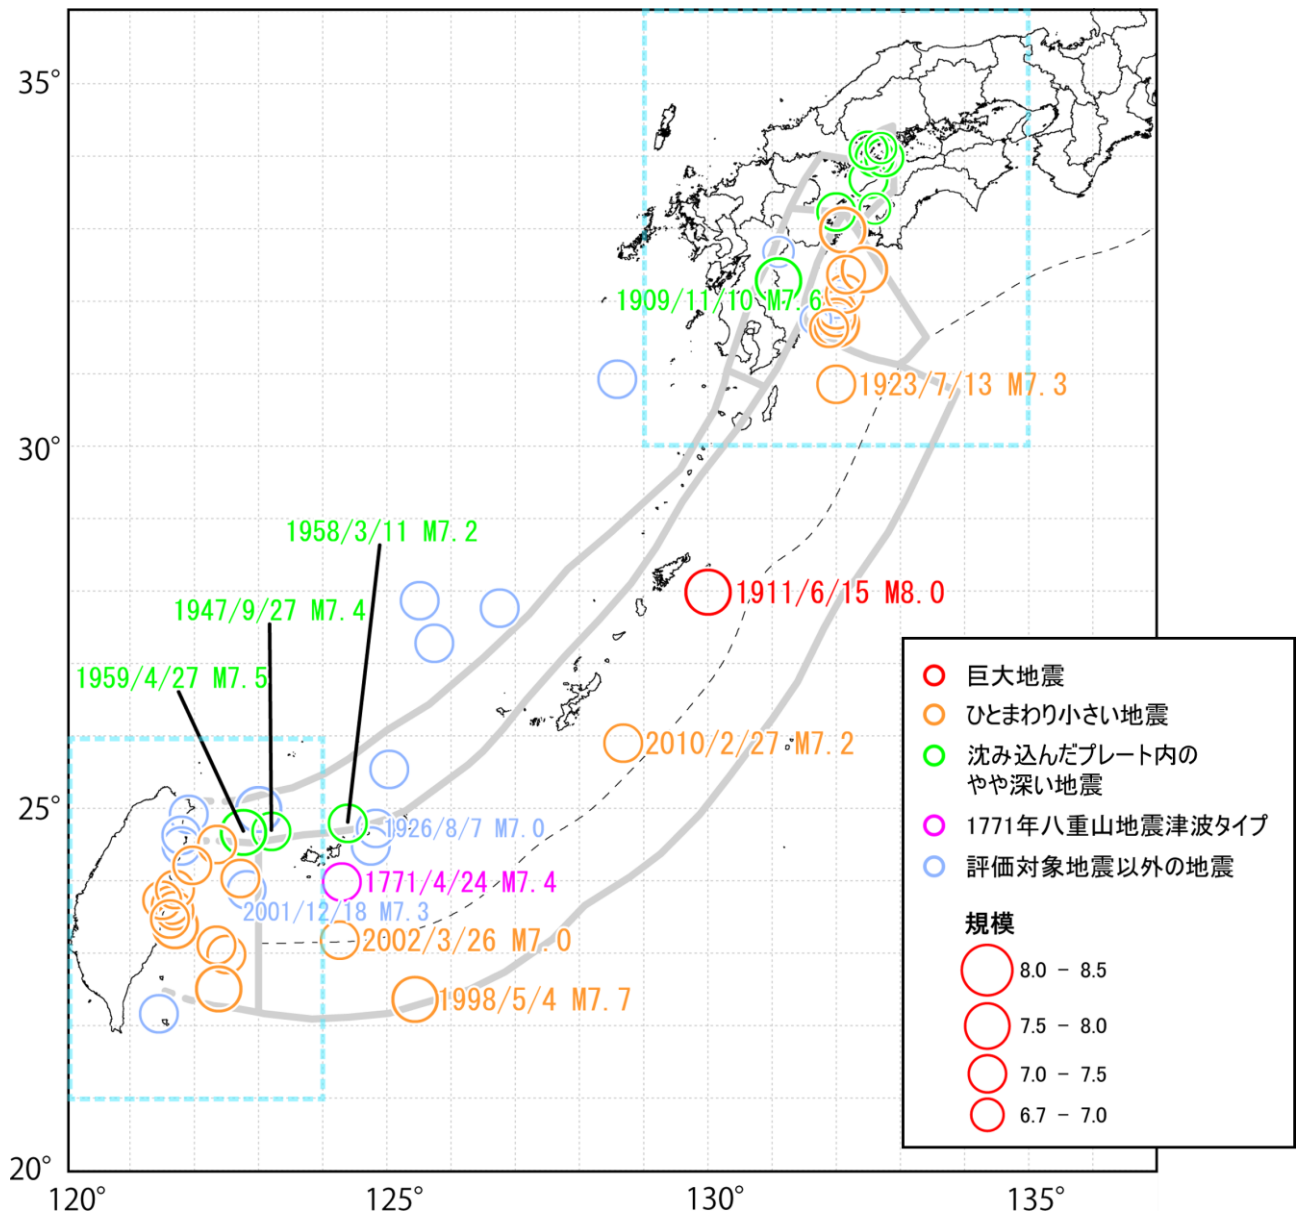 35°
30°
25°
20°
120°
125°
130°
135°
1909/11/10 M7.6
1923/7/13 M7.3
1958/3/11 M7.2
1947/9/27 M7.4
1911/6/15 M8.0
1959/4/27 M7.5
2010/2/27 M7.2
1926/8/7 M7.0
1771/4/24 M7.4
2001/12/18 M7.3
2002/3/26 M7.0
1998/5/4 M7.7
巨大地震
ひとまわり小さい地震
沈み込んだプレート内の
やや深い地震
1771年八重山地震津波タイプ
評価対象地震以外の地震
規模
8.0 - 8.5
7.5 - 8.0
7.0 - 7.5
6.7 - 7.0